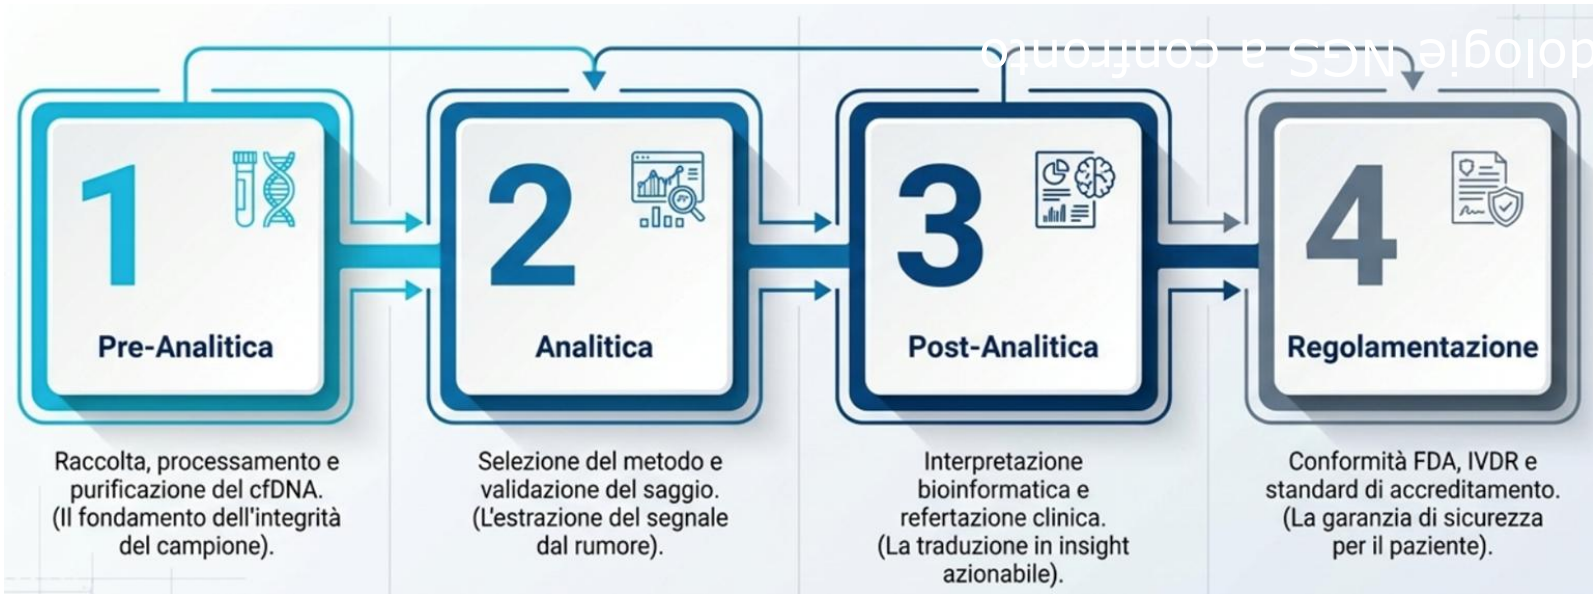 dologie NGS a confronto
1
Pre-Analitica
Raccolta, processamento e
purificazione del cfDNA.
(Il fondamento dell'integrità
del campione).
2
Analitica
Selezione del metodo e
validazione del saggio.
(L'estrazione del segnale
dal rumore).
3
Post-Analitica
Interpretazione
bioinformatica e
refertazione clinica.
(La traduzione in insight
azionabile).
4
Regolamentazione
Conformità FDA, IVDR e
standard di accreditamento.
(La garanzia di sicurezza
per il paziente).